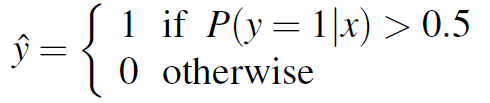 ŷ = { 1 if P(y = 1|x) > 0.5
0 otherwise